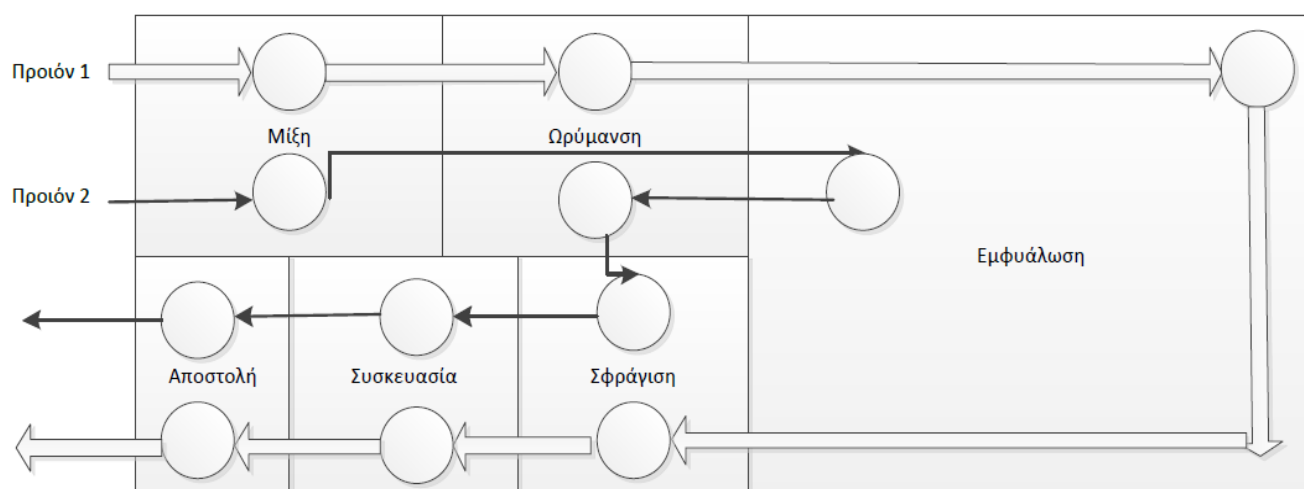 Προιόν 1
Μίξη
Ωρύμανση
Προιόν 2
Εμφυάλωση
Αποστολή
Συσκευασία
Σφράγιση